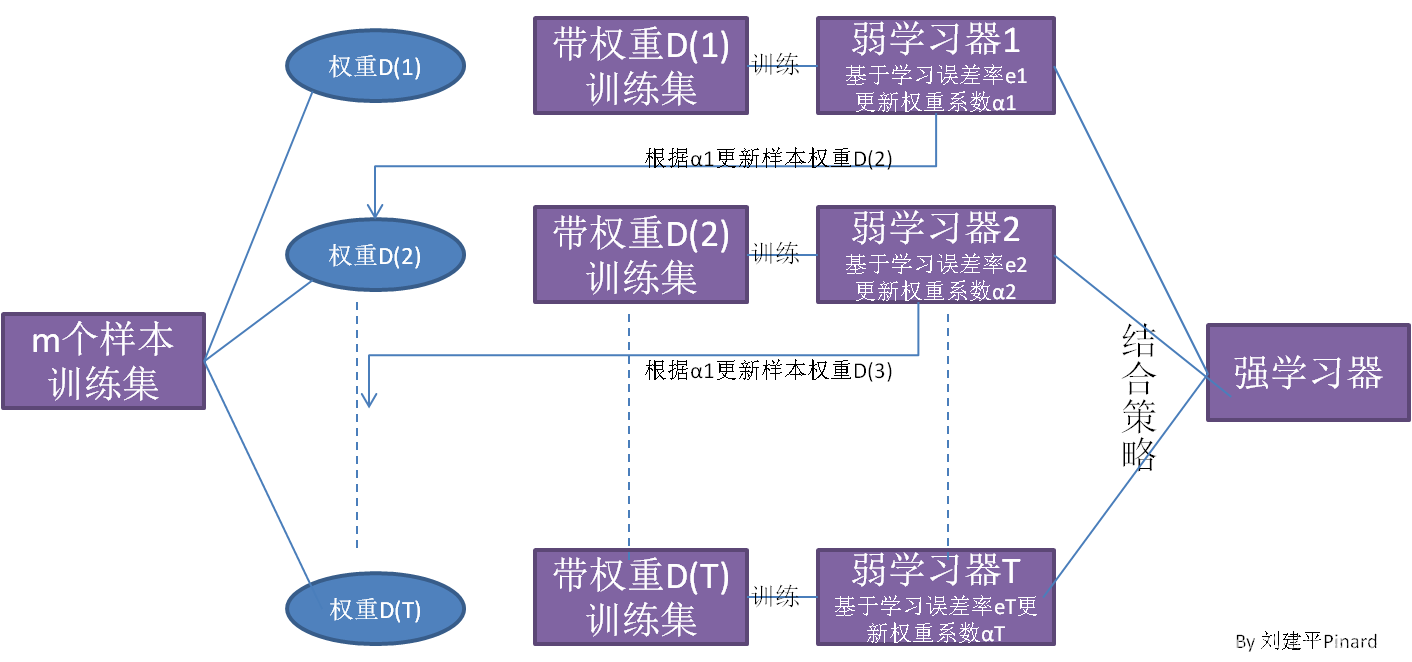 权重D(1)
带权重D(1)
训练集
训练
弱学习器1
基于学习误差率e1
更新权重系数α1
根据α1更新样本权重D(2)
权重D(2)
带权重D(2)
训练集
训练
弱学习器2
基于学习误差率e2
更新权重系数α2
m个样本
训练集
根据α1更新样本权重D(3)
结合策略
强学习器
权重D(T)
带权重D(T)
训练集
训练
弱学习器T
基于学习误差率eT更
新权重系数αT
By 刘建平Pinard